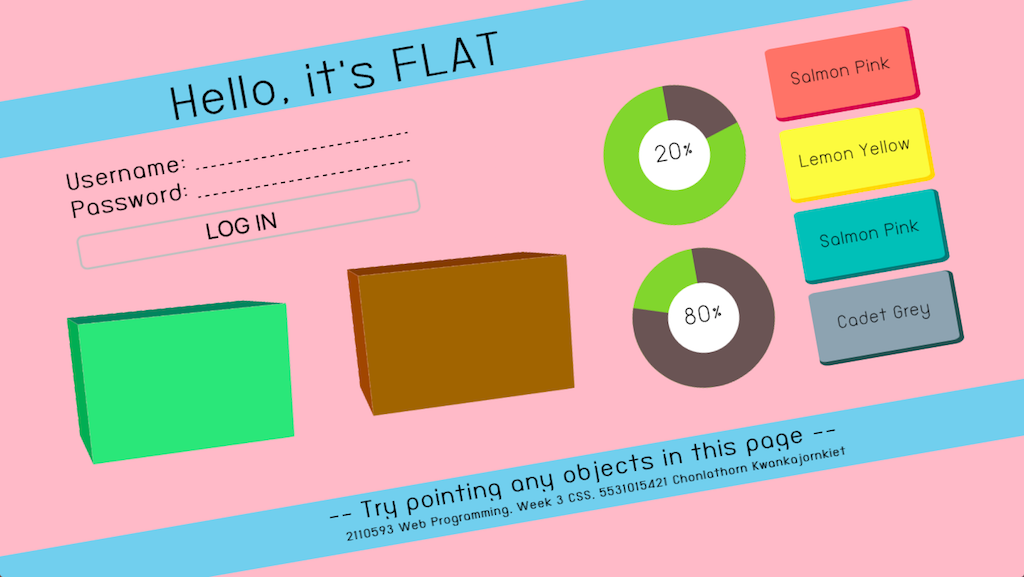 Hello, it's FLAT
Username:
Password:
LOG IN
20%
80%
Salmon Pink
Lemon Yellow
Salmon Pink
Cadet Grey
-- Try pointing any objects in this page --
2110593 Web Programming. Week 3 CSS. 5531015421 Chonlathorn Kwankajornkiet